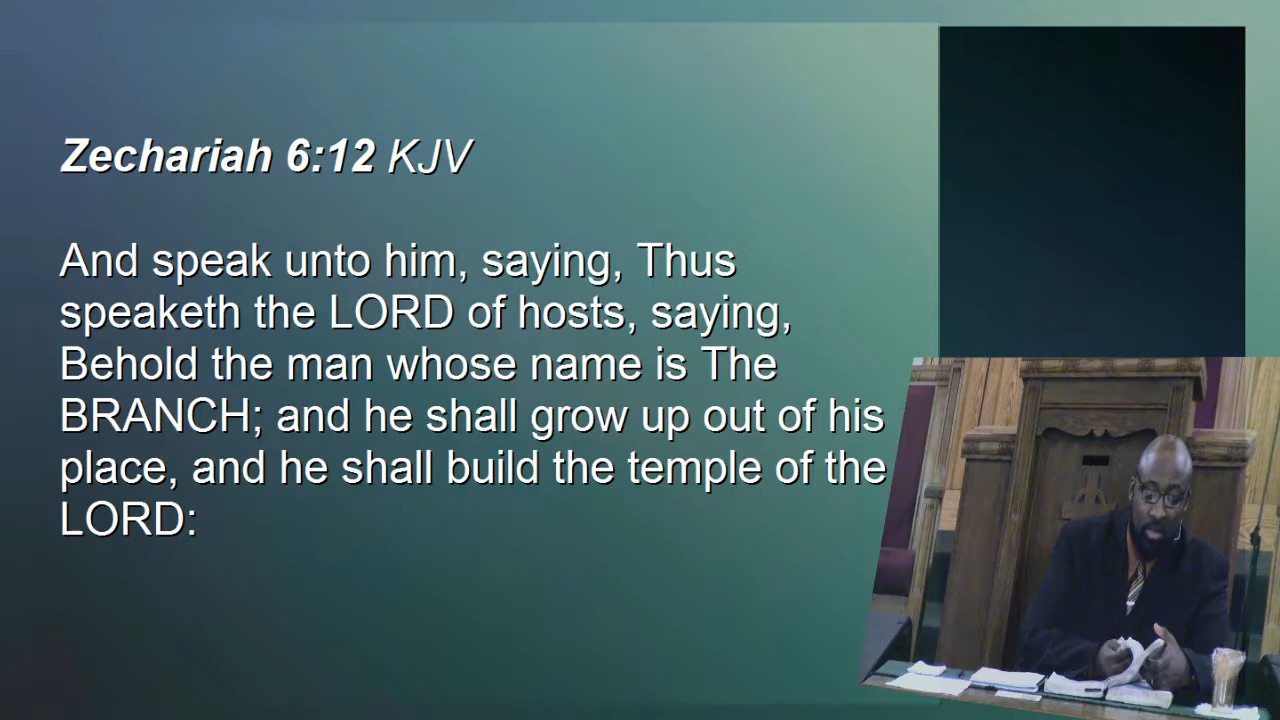 Zechariah 6:12 KJV
And speak unto him, saying, Thus
speaketh the LORD of hosts, saying,
Behold the man whose name is The
BRANCH; and he shall grow up out of his
place, and he shall build the temple of the
LORD: